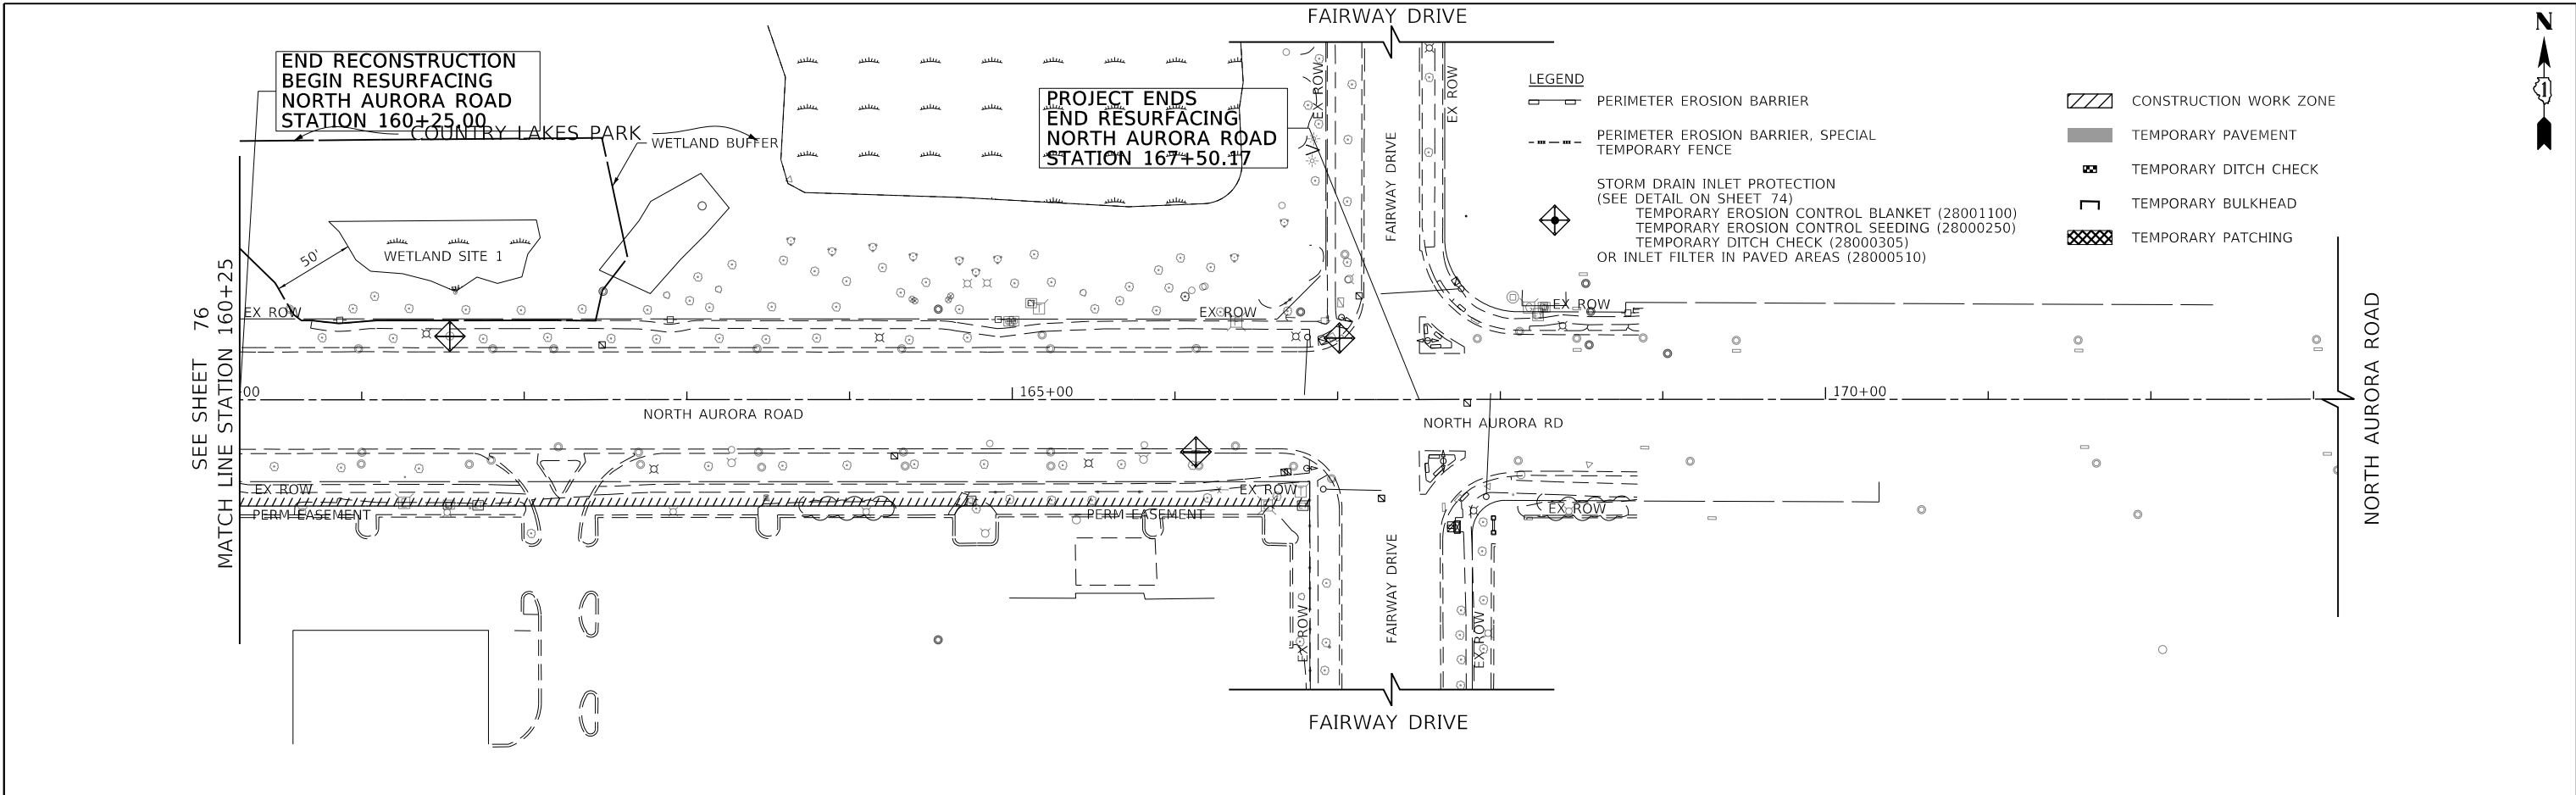 FAIRWAY DRIVE
N
END RECONSTRUCTION
BEGIN RESURFACING
NORTH AURORA ROAD
STATION 160+25.00
COUNTRY LAKES PARK
WETLAND BUFFER
PROJECT ENDS
END RESURFACING
NORTH AURORA ROAD
STATION 167+50.17
EX ROW
EX ROW
FAIRWAY DRIVE
LEGEND
PERIMETER EROSION BARRIER
PERIMETER EROSION BARRIER, SPECIAL
TEMPORARY FENCE
STORM DRAIN INLET PROTECTION
(SEE DETAIL ON SHEET 74)
TEMPORARY EROSION CONTROL BLANKET (28001100)
TEMPORARY EROSION CONTROL SEEDING (28000250)
TEMPORARY DITCH CHECK (28000305)
OR INLET FILTER IN PAVED AREAS (28000510)
CONSTRUCTION WORK ZONE
TEMPORARY PAVEMENT
TEMPORARY DITCH CHECK
TEMPORARY BULKHEAD
TEMPORARY PATCHING
50'
WETLAND SITE 1
SEE SHEET 76
MATCH LINE STATION 160+25
EX ROW
EX ROW
EX ROW
00
165+00
170+00
NORTH AURORA ROAD
NORTH AURORA RD
NORTH AURORA ROAD
EX ROW
PERM EASEMENT
EX ROW
PERM EASEMENT
EX ROW
EX ROW
FAIRWAY DRIVE
EX ROW
FAIRWAY DRIVE